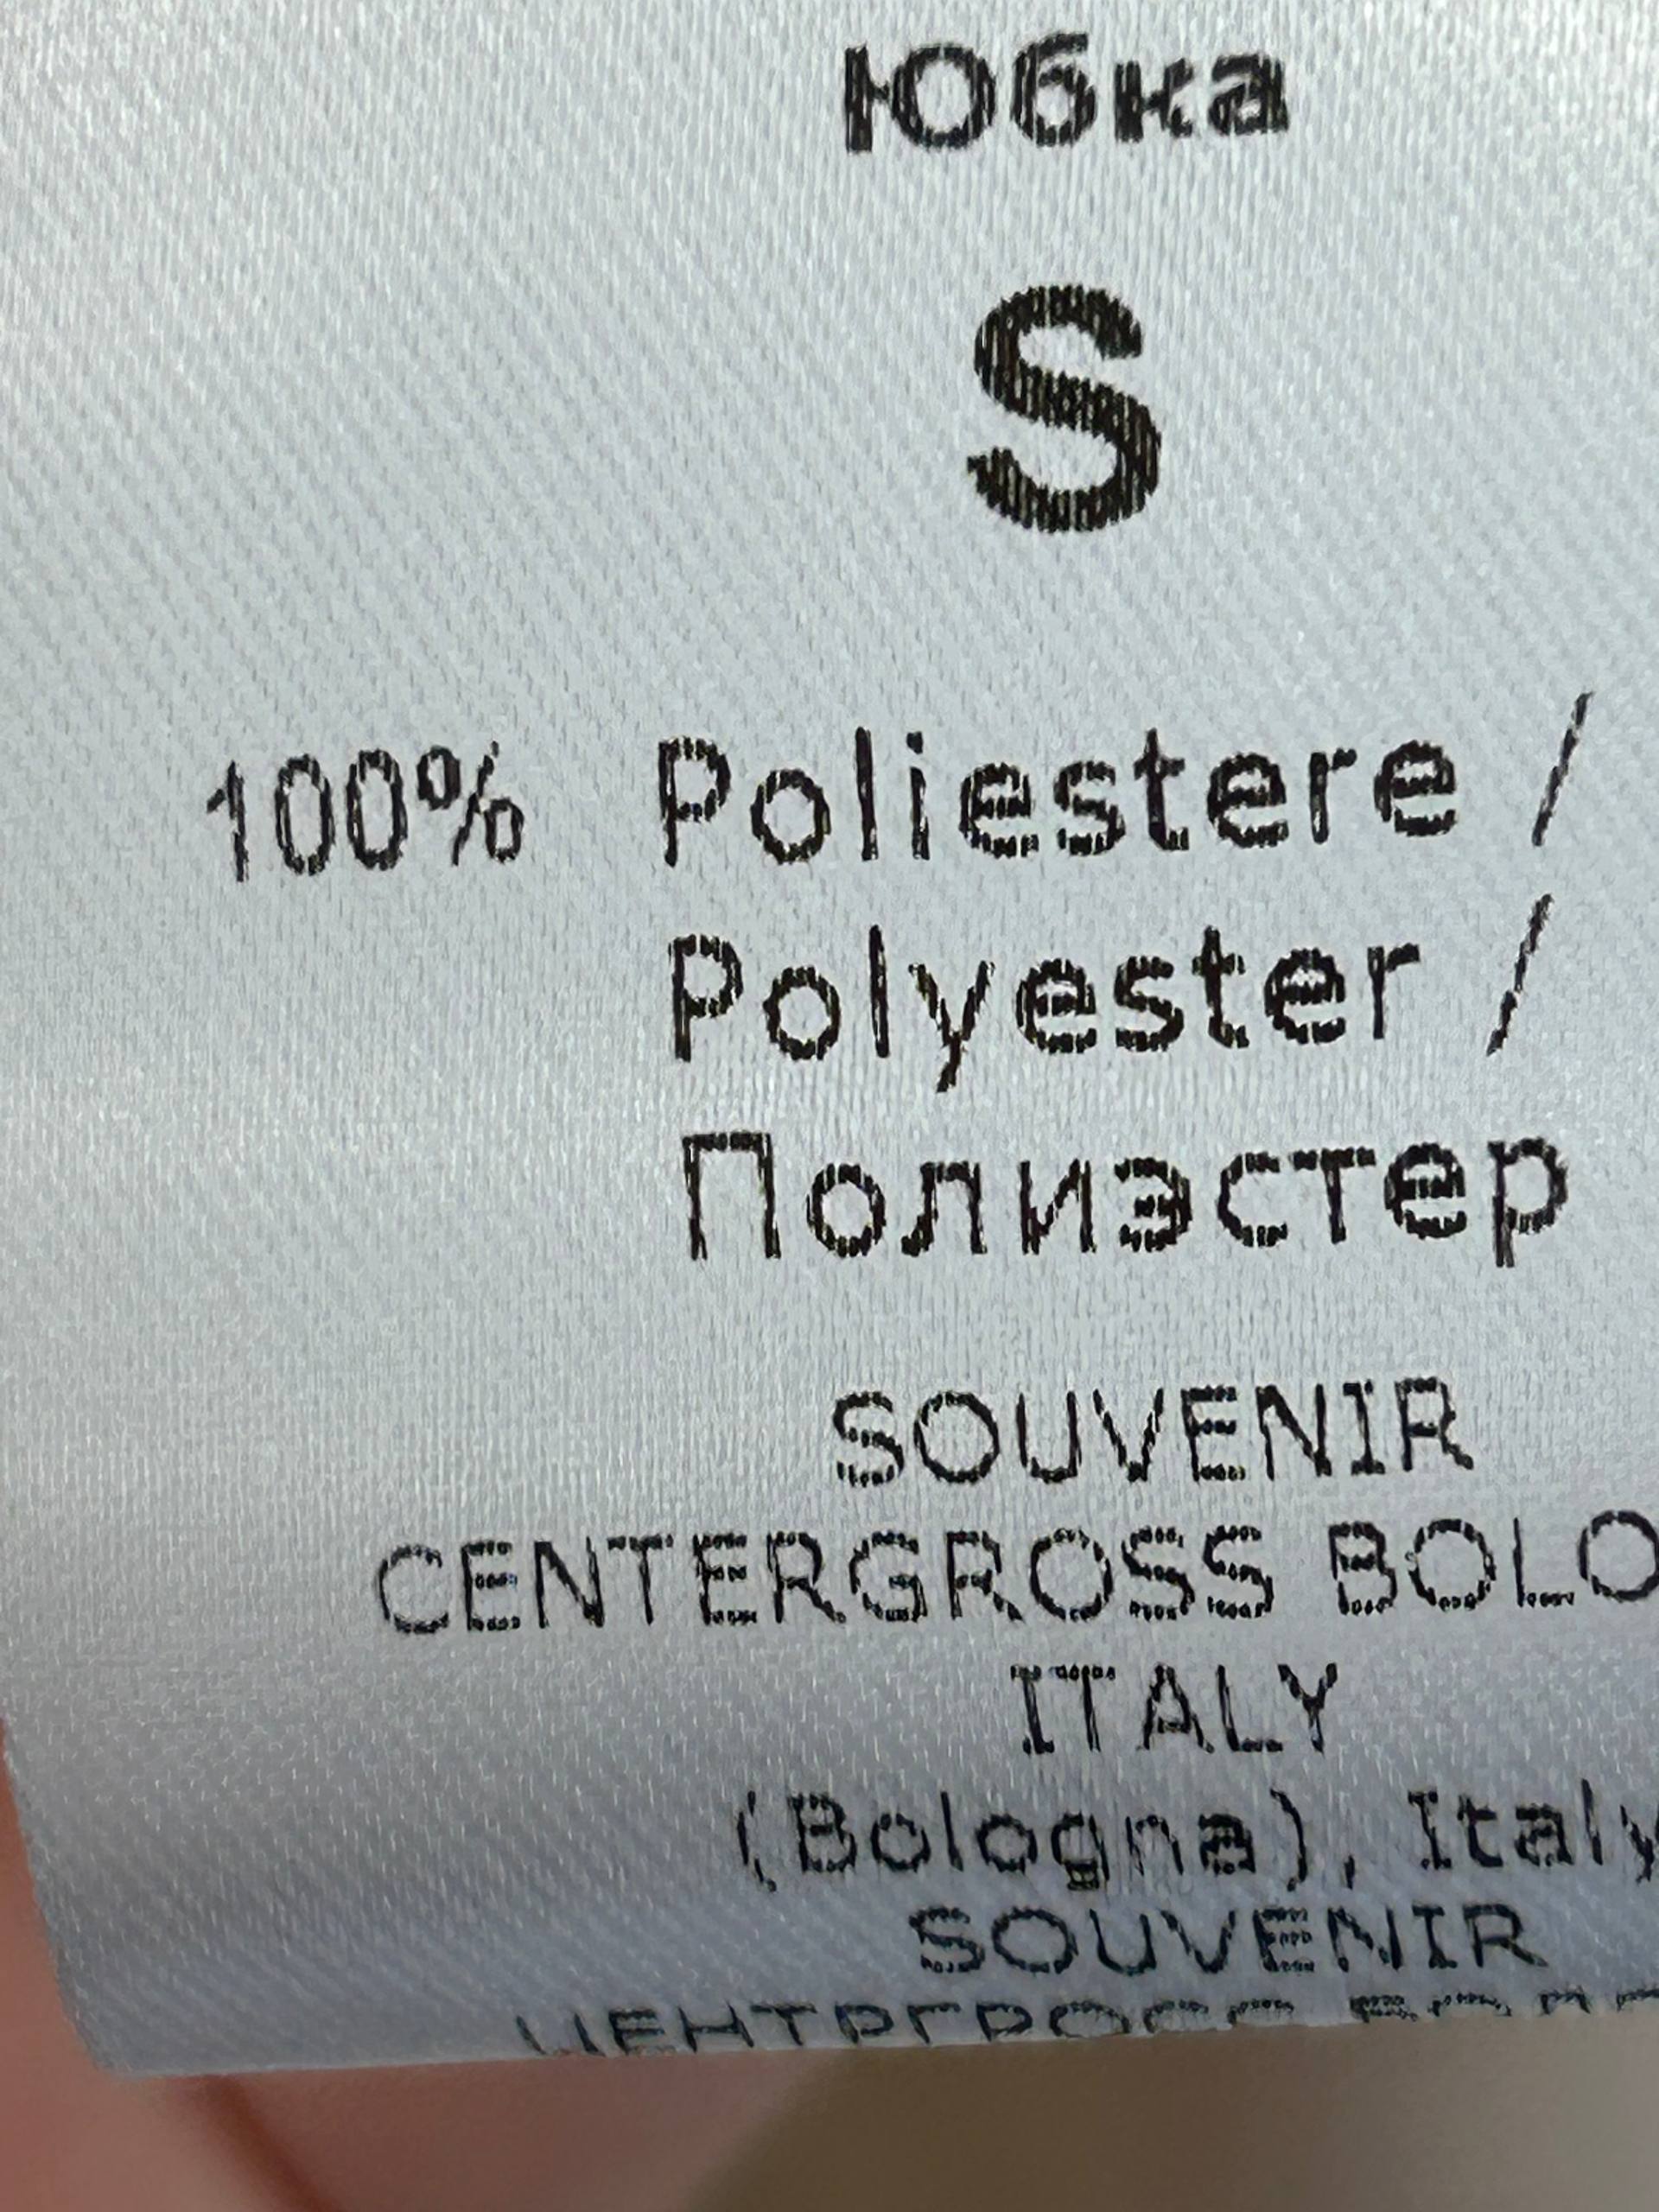 Юбка
S
100% Poliestere /
Polyester /
Полиэстер
SOUVENIR
CENTERGROSS BOLO
ITALY
(Bologna), Italy
SOUVENIR